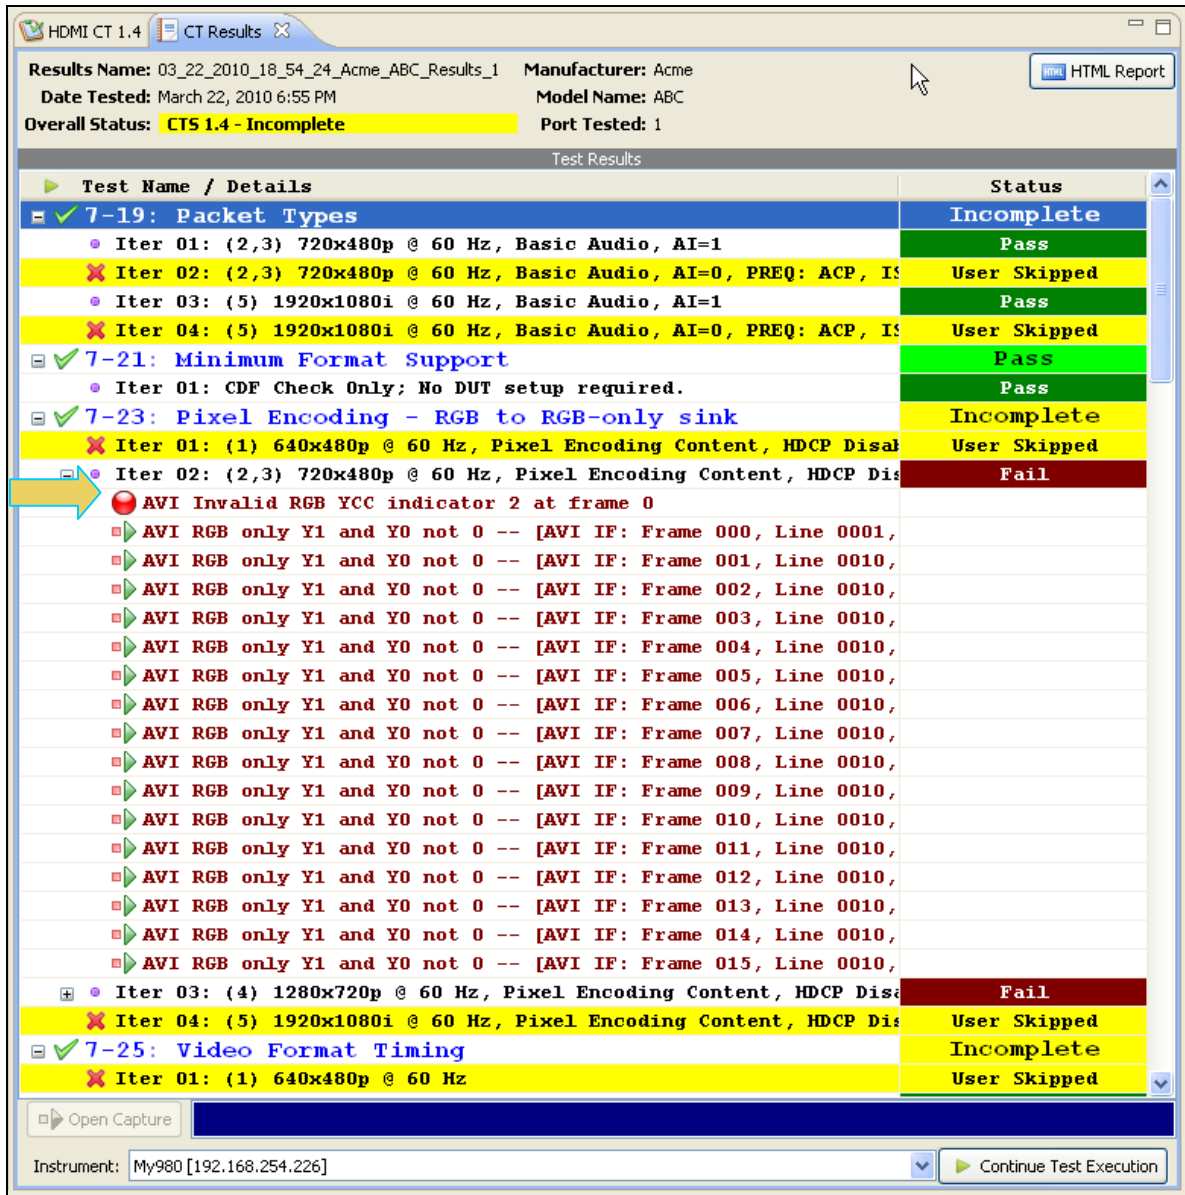 HDMI CT 1.4 CT Results
Results Name: 03_22_2010_18_54_24_Acme_ABC_Results_1 Manufacturer: Acme HTML HTML Report
Date Tested: March 22, 2010 6:55 PM Model Name: ABC
Overall Status: CTS 1.4 - Incomplete Port Tested: 1
Test Results
Test Name / Details Status
7-19: Packet Types Incomplete
Iter 01: (2,3) 720x480p @ 60 Hz, Basic Audio, AI=1 Pass
Iter 02: (2,3) 720x480p @ 60 Hz, Basic Audio, AI=0, PREQ: ACP, IS User Skipped
Iter 03: (5) 1920x1080i @ 60 Hz, Basic Audio, AI=1 Pass
Iter 04: (5) 1920x1080i @ 60 Hz, Basic Audio, AI=0, PREQ: ACP, IS User Skipped
7-21: Minimum Format Support Pass
Iter 01: CDF Check Only; No DUT setup required. Pass
7-23: Pixel Encoding - RGB to RGB-only sink Incomplete
Iter 01: (1) 640x480p @ 60 Hz, Pixel Encoding Content, HDCP Disab User Skipped
Iter 02: (2,3) 720x480p @ 60 Hz, Pixel Encoding Content, HDCP Dis Fail
AVI Invalid RGB YCC indicator 2 at frame 0
AVI RGB only Y1 and Y0 not 0 -- [AVI IF: Frame 000, Line 0001,
AVI RGB only Y1 and Y0 not 0 -- [AVI IF: Frame 001, Line 0010,
AVI RGB only Y1 and Y0 not 0 -- [AVI IF: Frame 002, Line 0010,
AVI RGB only Y1 and Y0 not 0 -- [AVI IF: Frame 003, Line 0010,
AVI RGB only Y1 and Y0 not 0 -- [AVI IF: Frame 004, Line 0010,
AVI RGB only Y1 and Y0 not 0 -- [AVI IF: Frame 005, Line 0010,
AVI RGB only Y1 and Y0 not 0 -- [AVI IF: Frame 006, Line 0010,
AVI RGB only Y1 and Y0 not 0 -- [AVI IF: Frame 007, Line 0010,
AVI RGB only Y1 and Y0 not 0 -- [AVI IF: Frame 008, Line 0010,
AVI RGB only Y1 and Y0 not 0 -- [AVI IF: Frame 009, Line 0010,
AVI RGB only Y1 and Y0 not 0 -- [AVI IF: Frame 010, Line 0010,
AVI RGB only Y1 and Y0 not 0 -- [AVI IF: Frame 011, Line 0010,
AVI RGB only Y1 and Y0 not 0 -- [AVI IF: Frame 012, Line 0010,
AVI RGB only Y1 and Y0 not 0 -- [AVI IF: Frame 013, Line 0010,
AVI RGB only Y1 and Y0 not 0 -- [AVI IF: Frame 014, Line 0010,
AVI RGB only Y1 and Y0 not 0 -- [AVI IF: Frame 015, Line 0010,
Iter 03: (4) 1280x720p @ 60 Hz, Pixel Encoding Content, HDCP Disa Fail
Iter 04: (5) 1920x1080i @ 60 Hz, Pixel Encoding Content, HDCP Dis User Skipped
7-25: Video Format Timing Incomplete
Iter 01: (1) 640x480p @ 60 Hz User Skipped
Open Capture
Instrument: My980 [192.168.254.226] Continue Test Execution